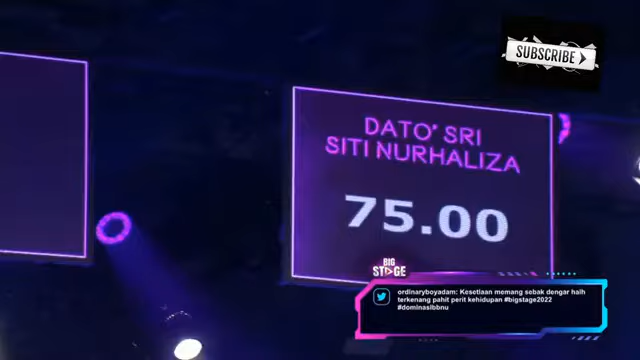 SUBSCRIBE
DATO' SRI
SITI NURHALIZA
75.00
BIG
STAGE
ordinaryboyadam: Kesetiaan memang sebak dengar haih
terkenang pahit perit kehidupan #bigstage2022
#dominasibbnu